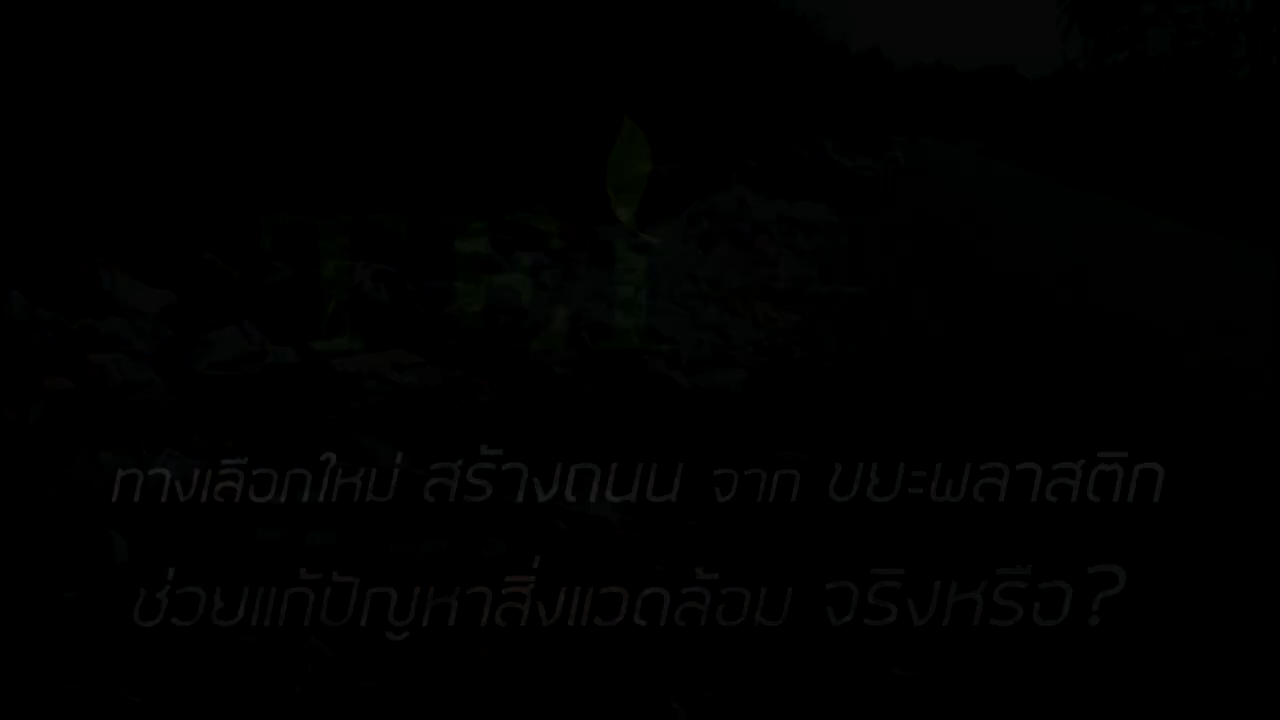 ทางเลือกใหม่ สร้างถนน จาก ขยะพลาสติก
ช่วยแก้ปัญหาสิ่งแวดล้อม จริงหรือ?